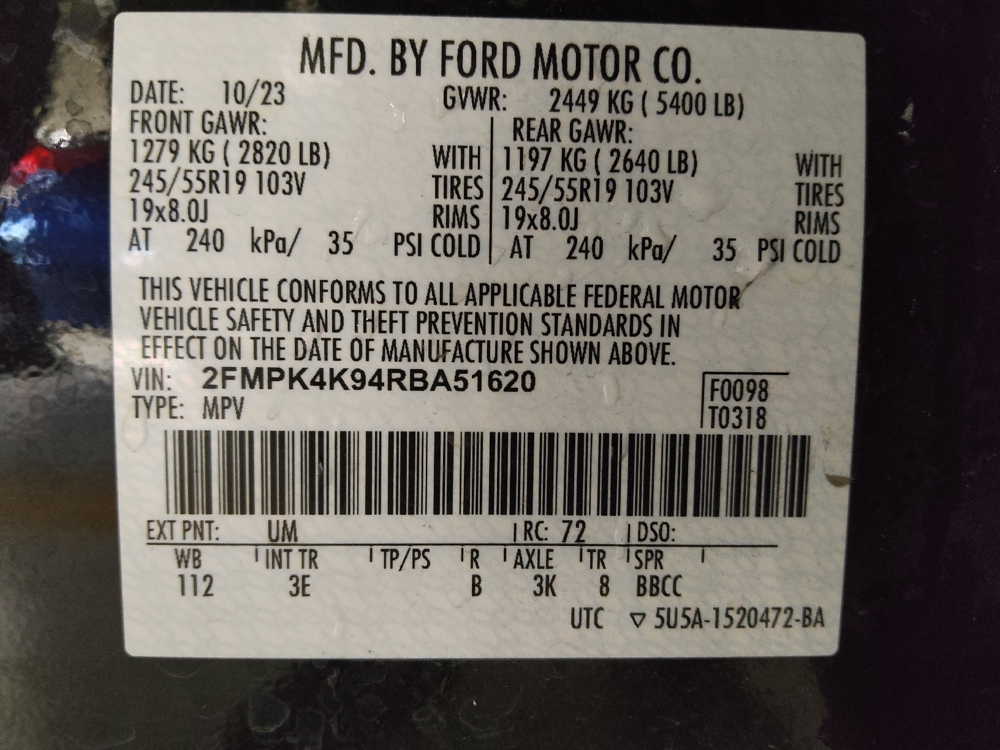 MFD. BY FORD MOTOR CO.
DATE: 10/23 GVWR: 2449 KG ( 5400 LB)
FRONT GAWR: REAR GAWR:
1279 KG ( 2820 LB) WITH 1197 KG ( 2640 LB) WITH
245/55R19 103V TIRES 245/55R19 103V TIRES
19x8.0J RIMS 19x8.0J RIMS
AT 240 kPa/ 35 PSI COLD AT 240 kPa/ 35 PSI COLD
THIS VEHICLE CONFORMS TO ALL APPLICABLE FEDERAL MOTOR
VEHICLE SAFETY AND THEFT PREVENTION STANDARDS IN
EFFECT ON THE DATE OF MANUFACTURE SHOWN ABOVE.
VIN: 2FMPK4K94RBA51620
F0098
TYPE: MPV
T0318
EXT PNT: UM RC: 72 DSO:
WB INT TR TP/PS R AXLE TR SPR
112 3E B 3K 8 BBCC
UTC ▽ 5U5A-1520472-BA